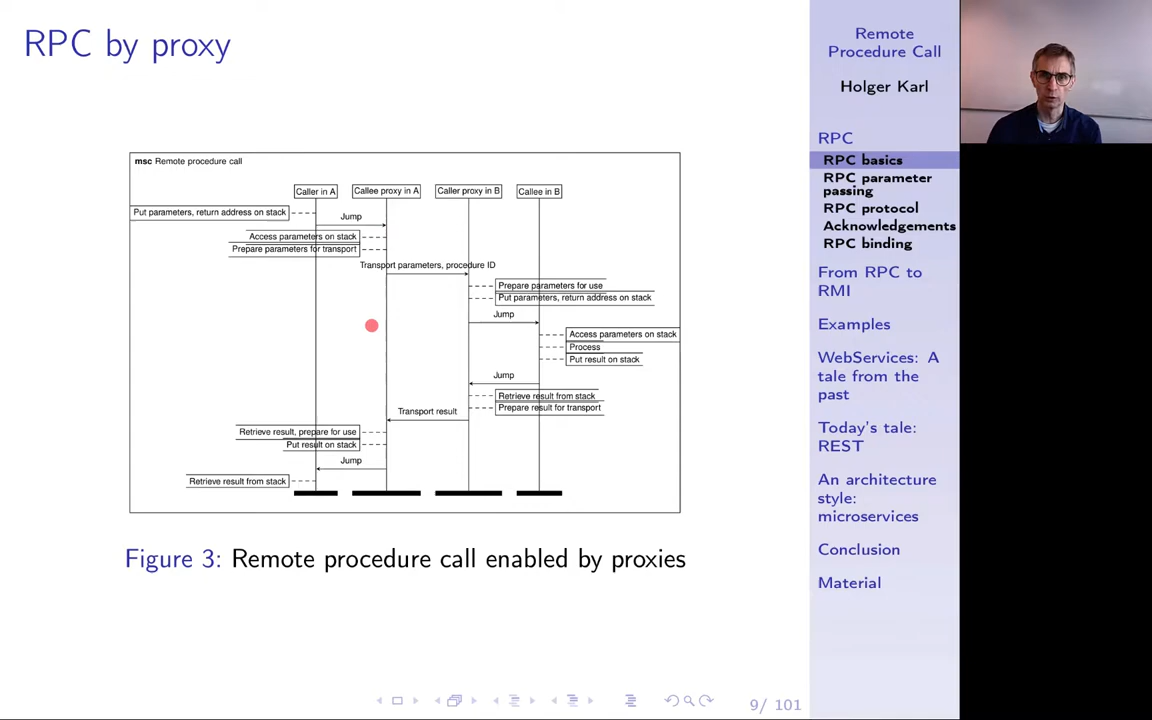 RPC by proxy
msc Remote procedure call
Caller in A
Callee proxy in A
Caller proxy in B
Callee in B
Put parameters, return address on stack
Jump
Access parameters on stack
Prepare parameters for transport
Transport parameters, procedure ID
Prepare parameters for use
Put parameters, return address on stack
Jump
Access parameters on stack
Process
Put result on stack
Jump
Retrieve result from stack
Prepare result for transport
Transport result
Retrieve result, prepare for use
Put result on stack
Jump
Retrieve result from stack
Figure 3: Remote procedure call enabled by proxies
Remote
Procedure Call
Holger Karl
RPC
RPC basics
RPC parameter
passing
RPC protocol
Acknowledgements
RPC binding
From RPC to
RMI
Examples
WebServices: A
tale from the
past
Today's tale:
REST
An architecture
style:
microservices
Conclusion
Material
9/ 101